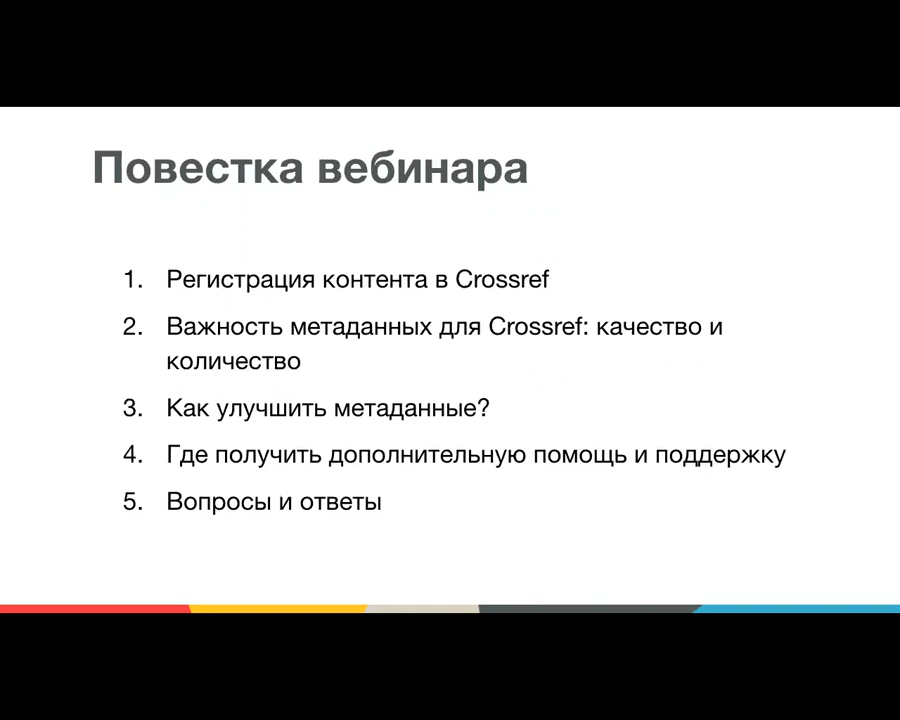 Повестка вебинара
1. Регистрация контента в Crossref
2. Важность метаданных для Crossref: качество и
количество
3. Как улучшить метаданные?
4. Где получить дополнительную помощь и поддержку
5. Вопросы и ответы